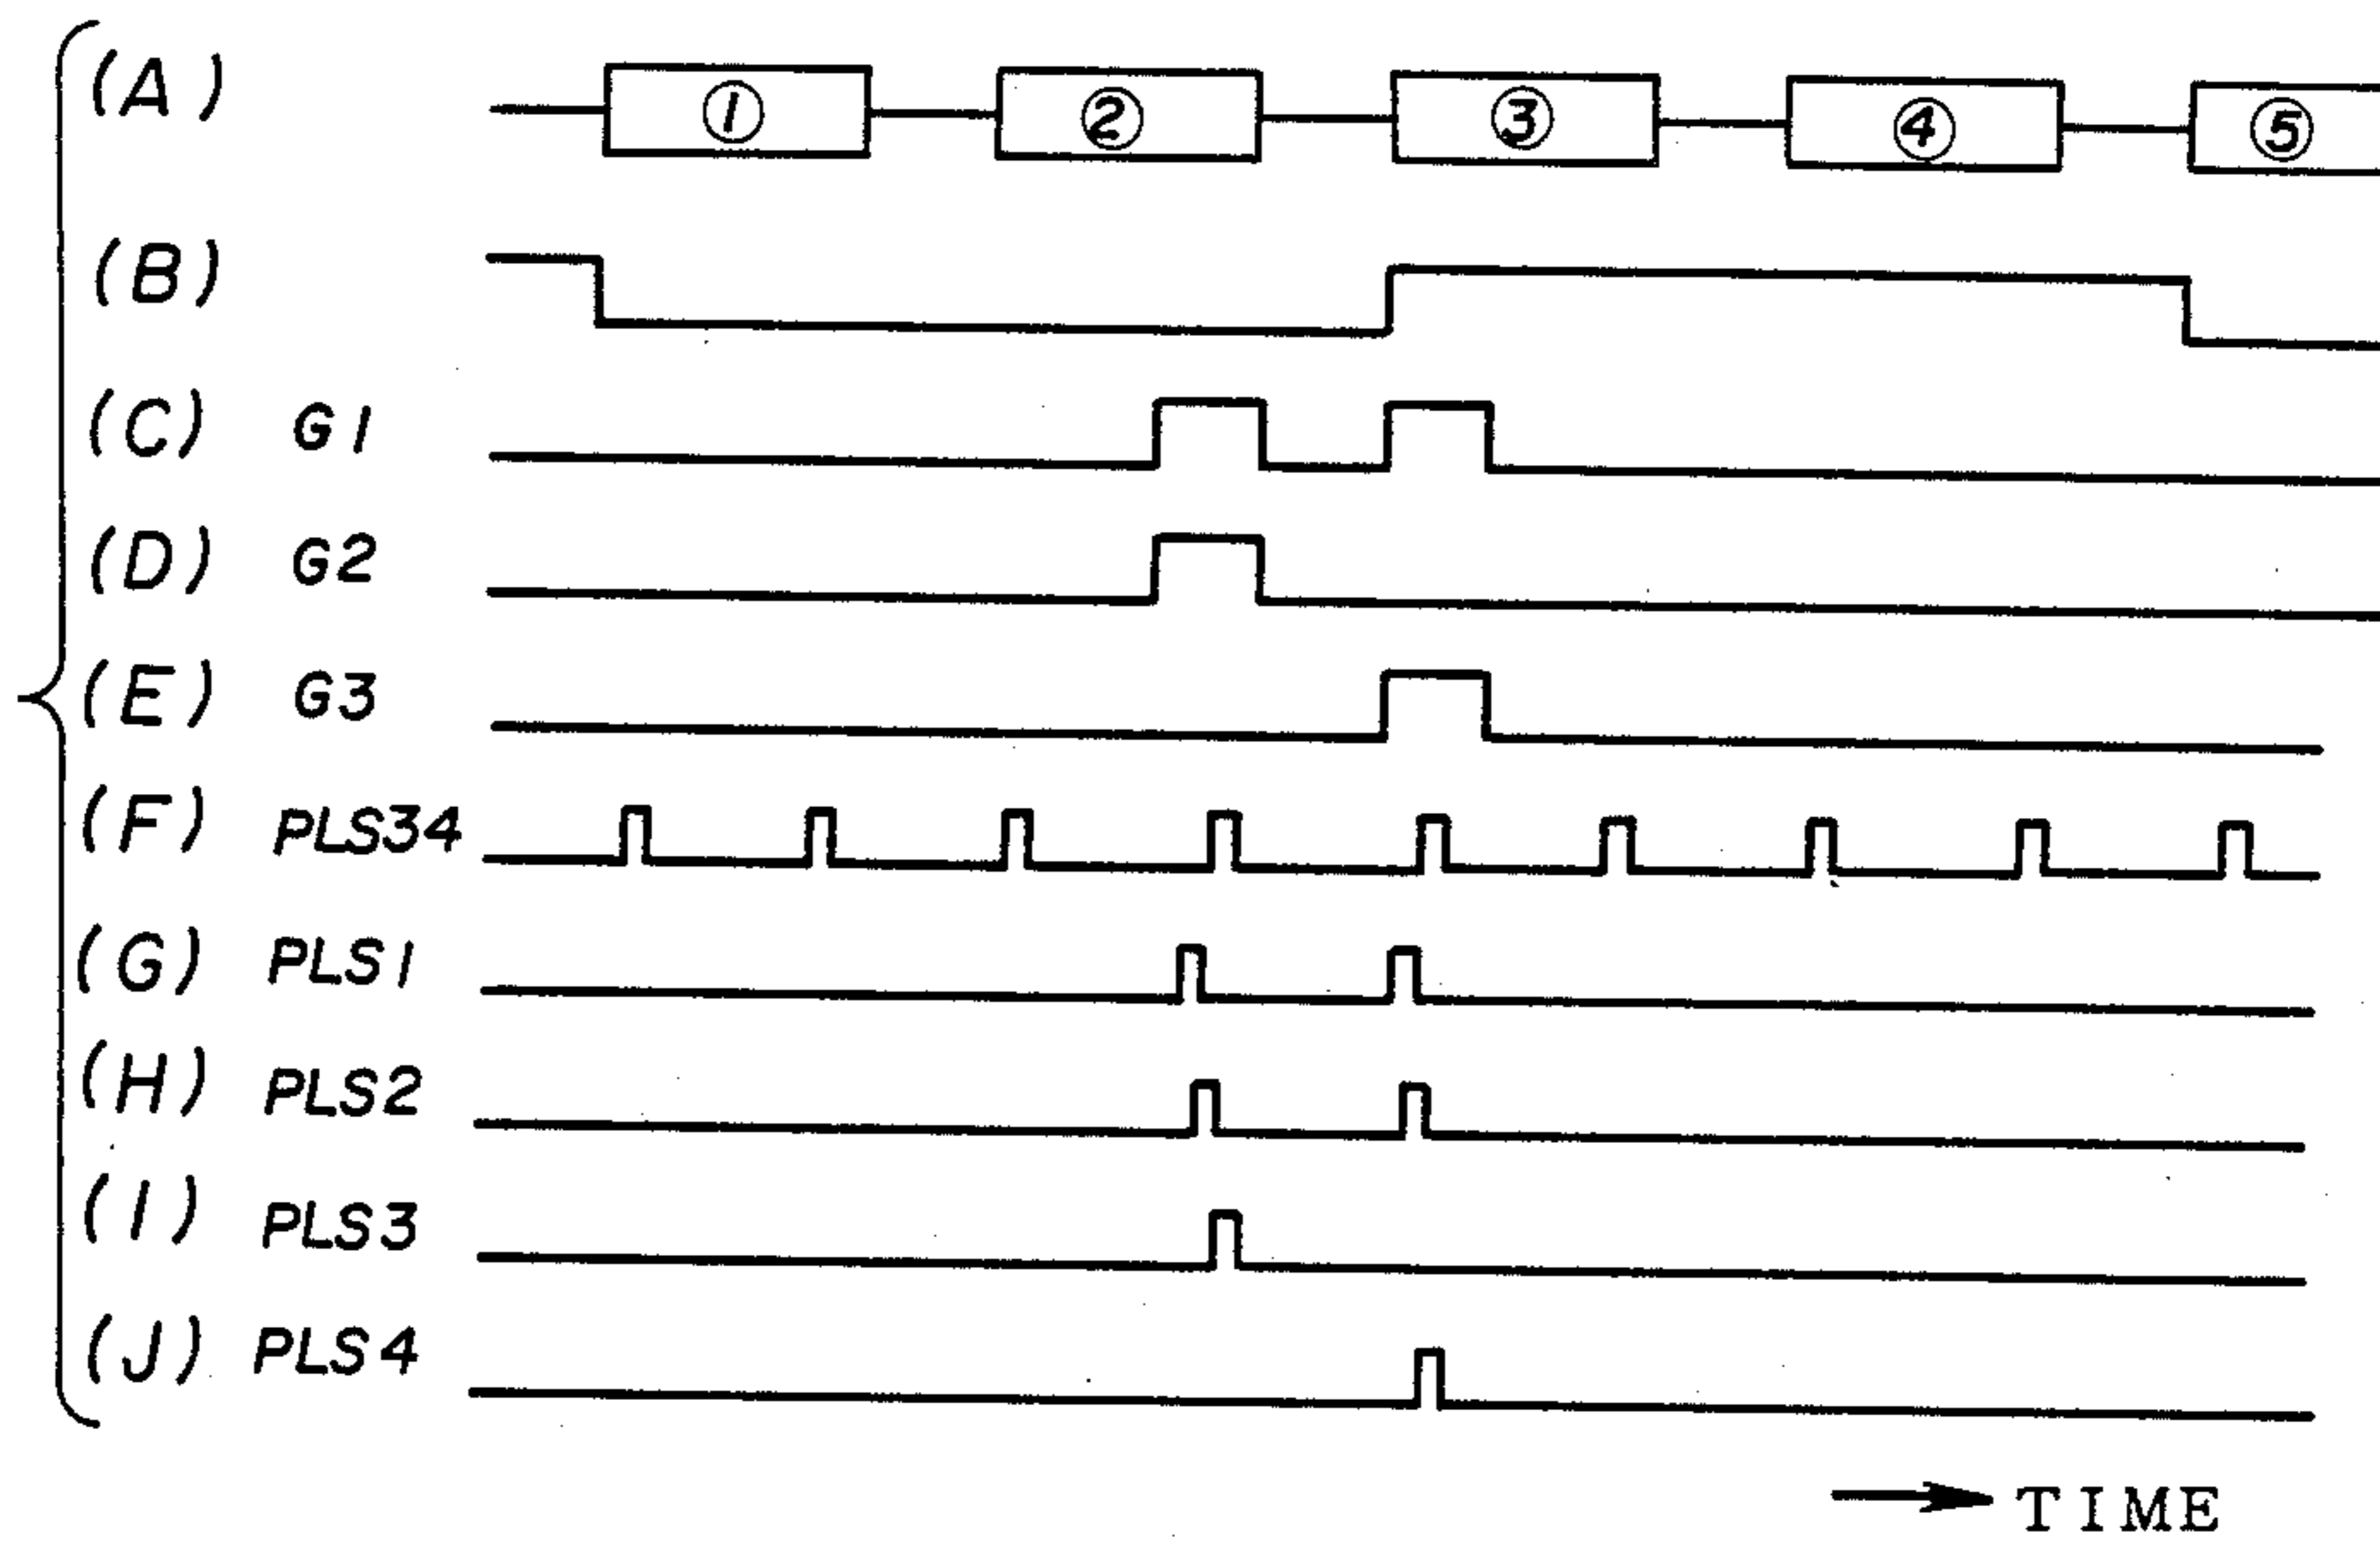 (A) ① ② ③ ④ ⑤
(B)
(C) G1
(D) G2
(E) G3
(F) PLS34
(G) PLS1
(H) PLS2
(I) PLS3
(J) PLS4
TIME